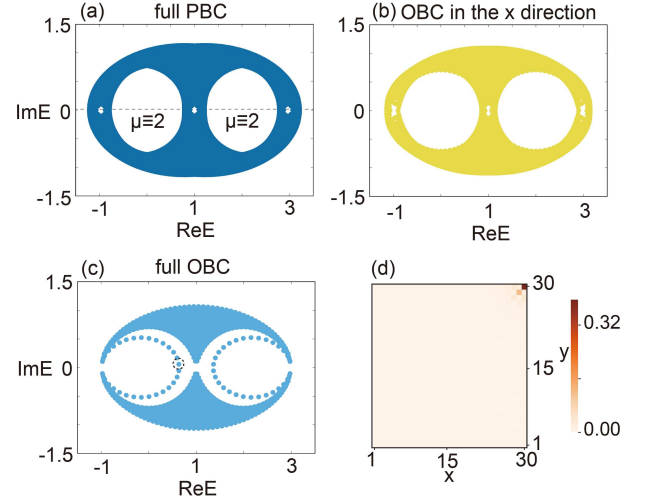 (a) full PBC
1.5
ImE 0
μ≡2 μ≡2
-1.5
-1 1 3
ReE
(b) OBC in the x direction
1.5
0
-1.5
-1 1 3
ReE
(c) full OBC
1.5
ImE 0
-1.5
-1 1 3
ReE
(d)
30
y 15
1
1 15 30
x
0.32
0.00